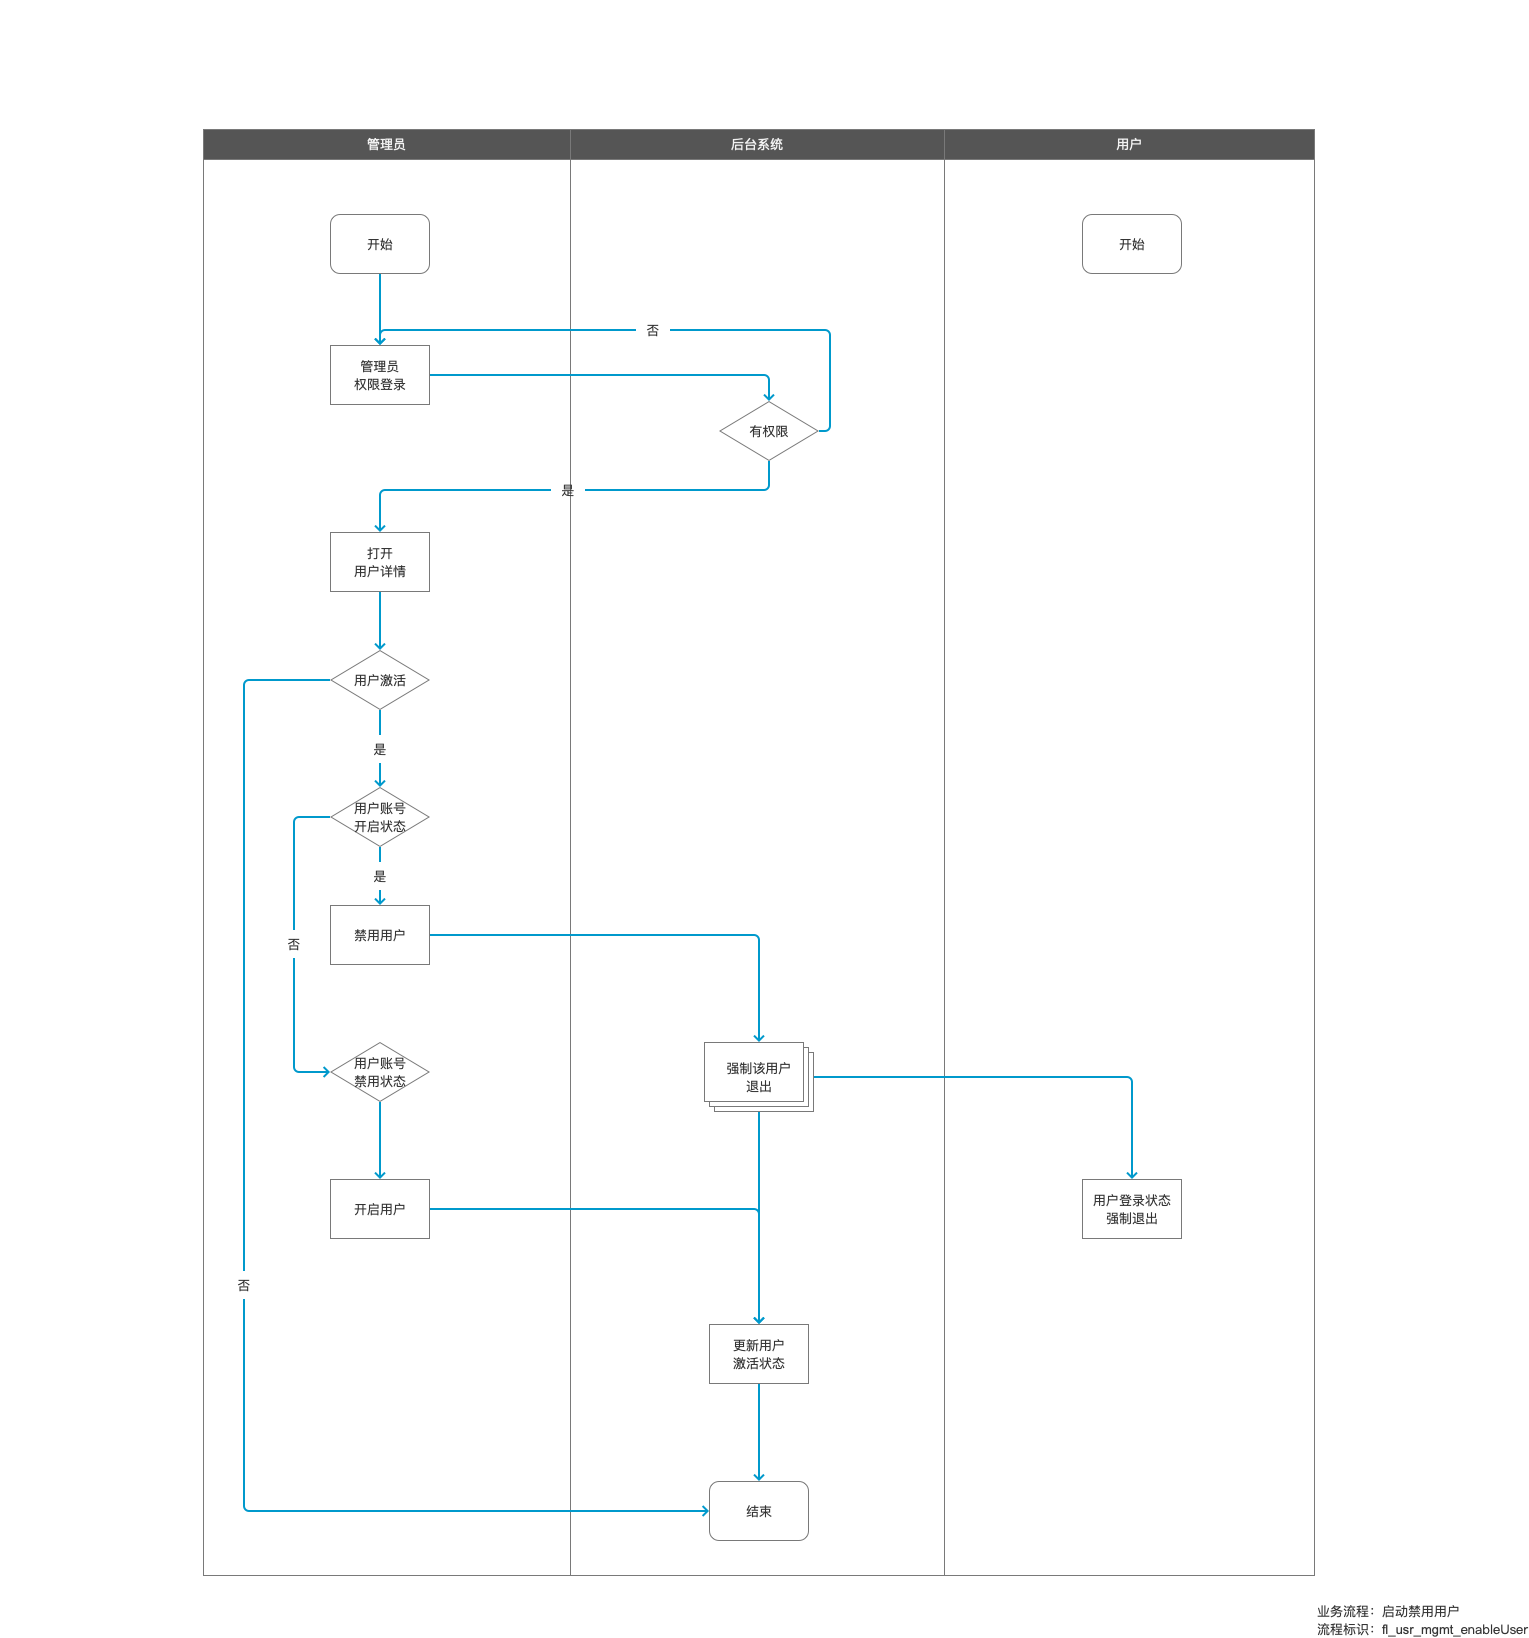 管理员
后台系统
用户
开始
开始
否
管理员
权限登录
有权限
是
打开
用户详情
用户激活
是
用户账号
开启状态
是
禁用用户
否
用户账号
禁用状态
强制该用户
退出
开启用户
用户登录状态
强制退出
否
更新用户
激活状态
结束
业务流程：启动禁用用户
流程标识：fl_usr_mgmt_enableUser